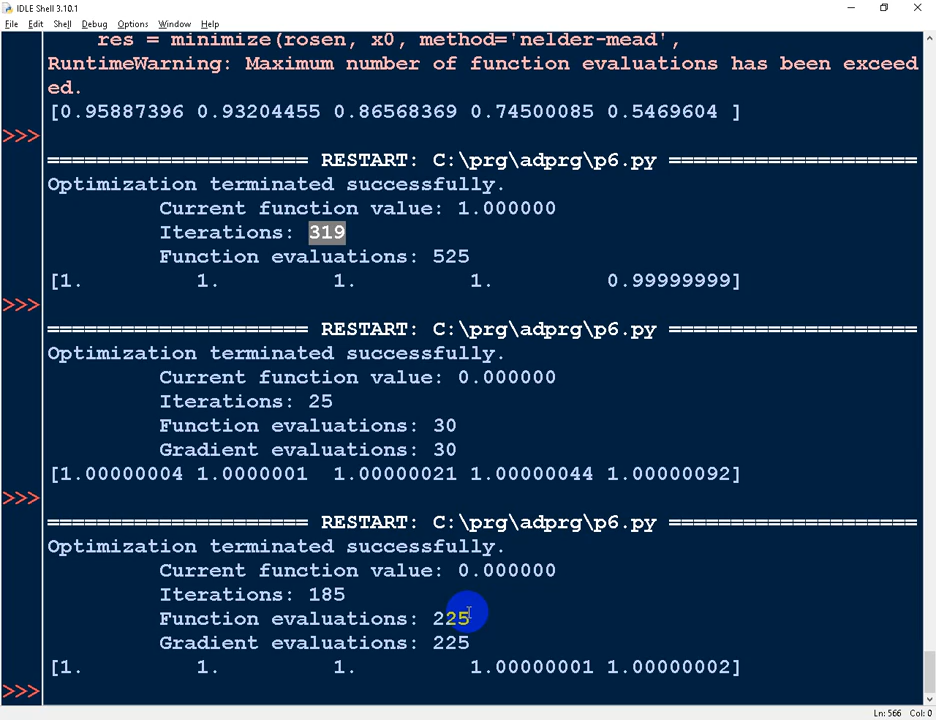 IDLE Shell 3.10.1
File Edit Shell Debug Options Window Help
res = minimize(rosen, x0, method='nelder-mead',
RuntimeWarning: Maximum number of function evaluations has been exceed
ed.
[0.95887396 0.93204455 0.86568369 0.74500085 0.5469604 ]
>>>
===================== RESTART: C:\prg\adprg\p6.py ====================
Optimization terminated successfully.
Current function value: 1.000000
Iterations: 319
Function evaluations: 525
[1. 1. 1. 1. 0.99999999]
>>>
===================== RESTART: C:\prg\adprg\p6.py ====================
Optimization terminated successfully.
Current function value: 0.000000
Iterations: 25
Function evaluations: 30
Gradient evaluations: 30
[1.00000004 1.0000001 1.00000021 1.00000044 1.00000092]
>>>
===================== RESTART: C:\prg\adprg\p6.py ====================
Optimization terminated successfully.
Current function value: 0.000000
Iterations: 185
Function evaluations: 225
Gradient evaluations: 225
[1. 1. 1. 1.00000001 1.00000002]
>>>
Ln: 566 Col: 0